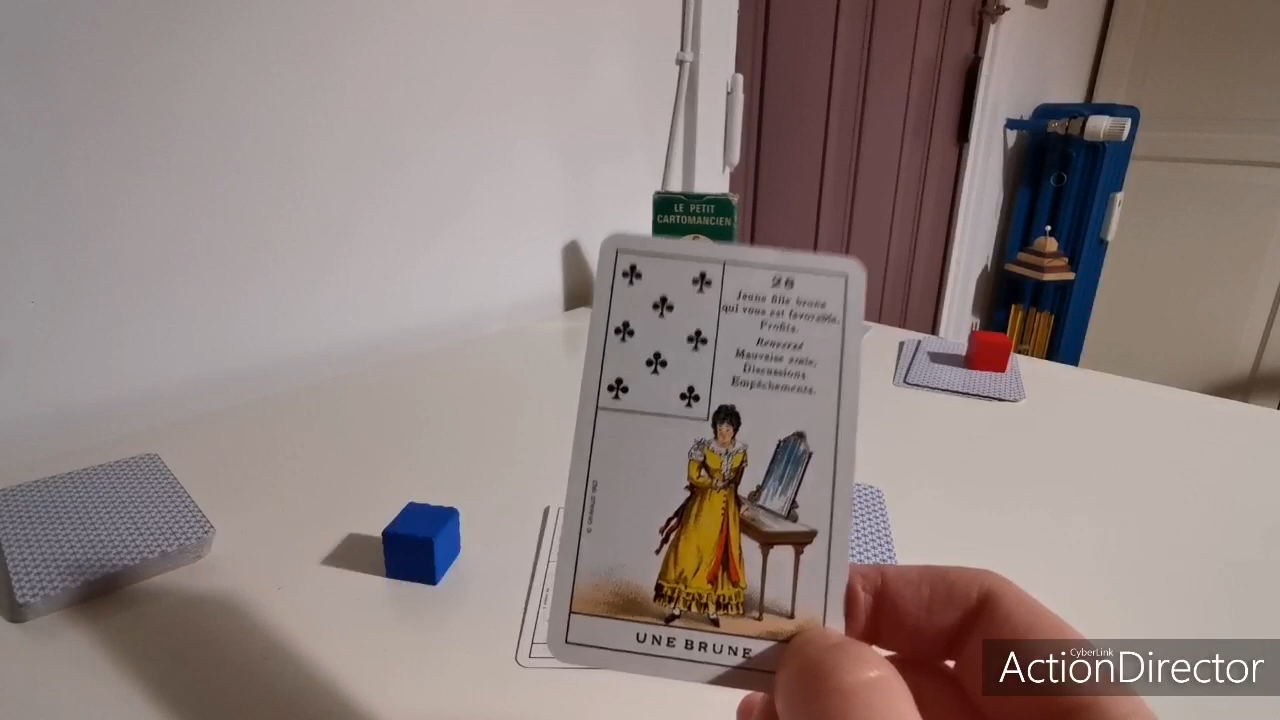 LE PETIT
CARTOMANCIEN
28
Jeune fille brune
qui vous est favorable.
Profits.
Renversé
Mauvaise amie,
Discussions
Empêchements.
UNE BRUNE
CyberLink
ActionDirector